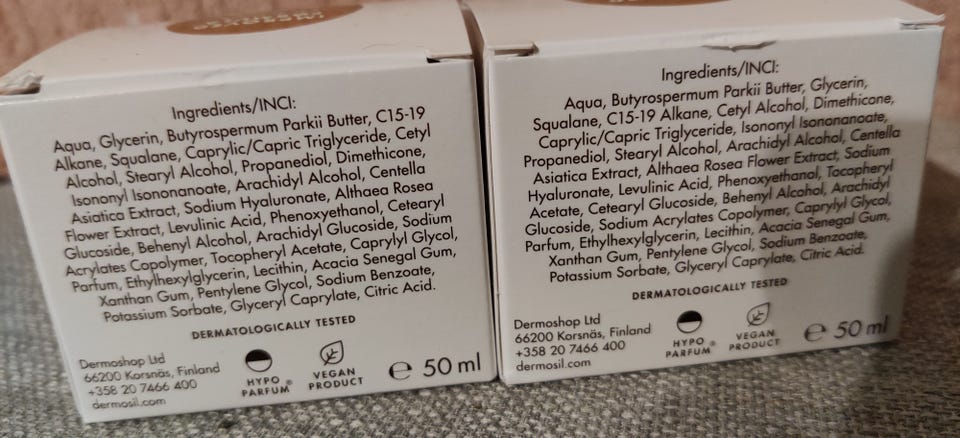 Ingredients/INCI:
Aqua, Glycerin, Butyrospermum Parkii Butter, C15-19
Alkane, Squalane, Caprylic/Capric Triglyceride, Cetyl
Alcohol, Stearyl Alcohol, Propanediol, Dimethicone,
Isononyl Isononanoate, Arachidyl Alcohol, Centella
Asiatica Extract, Sodium Hyaluronate, Althaea Rosea
Flower Extract, Levulinic Acid, Phenoxyethanol, Cetearyl
Glucoside, Behenyl Alcohol, Arachidyl Glucoside, Sodium
Acrylates Copolymer, Tocopheryl Acetate, Caprylyl Glycol,
Parfum, Ethylhexylglycerin, Lecithin, Acacia Senegal Gum,
Xanthan Gum, Pentylene Glycol, Sodium Benzoate,
Potassium Sorbate, Glyceryl Caprylate, Citric Acid.
DERMATOLOGICALLY TESTED
Dermoshop Ltd
66200 Korsnäs, Finland
+358 20 7466 400
dermosil.com
HYPO
PARFUM®
VEGAN
PRODUCT
℮ 50 ml
Ingredients/INCI:
Aqua, Butyrospermum Parkii Butter, Glycerin,
Squalane, C15-19 Alkane, Cetyl Alcohol, Dimethicone,
Caprylic/Capric Triglyceride, Isononyl Isononanoate,
Propanediol, Stearyl Alcohol, Arachidyl Alcohol, Centella
Asiatica Extract, Althaea Rosea Flower Extract, Sodium
Hyaluronate, Levulinic Acid, Phenoxyethanol, Tocopheryl
Acetate, Cetearyl Glucoside, Behenyl Alcohol, Arachidyl
Glucoside, Sodium Acrylates Copolymer, Caprylyl Glycol,
Parfum, Ethylhexylglycerin, Lecithin, Acacia Senegal Gum,
Xanthan Gum, Pentylene Glycol, Sodium Benzoate,
Potassium Sorbate, Glyceryl Caprylate, Citric Acid.
DERMATOLOGICALLY TESTED
Dermoshop Ltd
66200 Korsnäs, Finland
+358 20 7466 400
dermosil.com
HYPO
PARFUM®
VEGAN
PRODUCT
℮ 50 ml